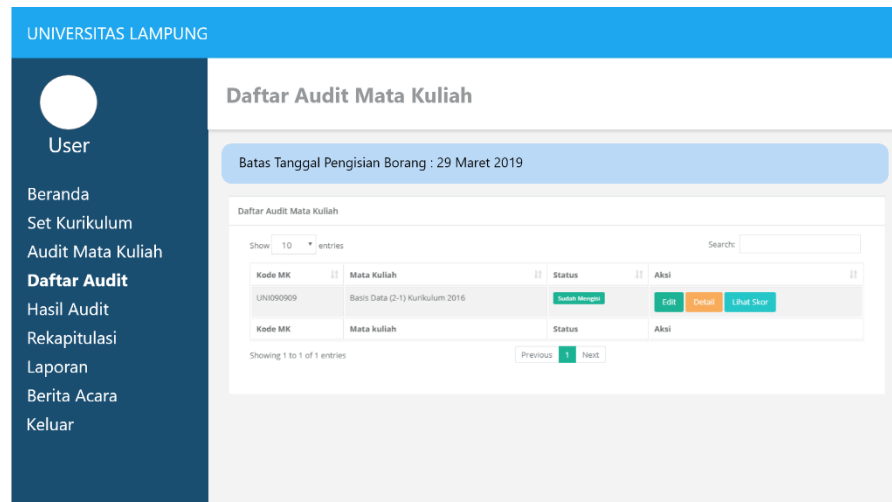 UNIVERSITAS LAMPUNG
User
Beranda
Set Kurikulum
Audit Mata Kuliah
Daftar Audit
Hasil Audit
Rekapitulasi
Laporan
Berita Acara
Keluar
Daftar Audit Mata Kuliah
Batas Tanggal Pengisian Borang : 29 Maret 2019
Daftar Audit Mata Kuliah
Show 10 entries Search:
Kode MK Mata Kuliah Status Aksi
UNI090909 Basis Data (2-1) Kurikulum 2016 Sudah Mengisi Edit Detail Lihat Skor
Kode MK Mata kuliah Status Aksi
Showing 1 to 1 of 1 entries Previous 1 Next